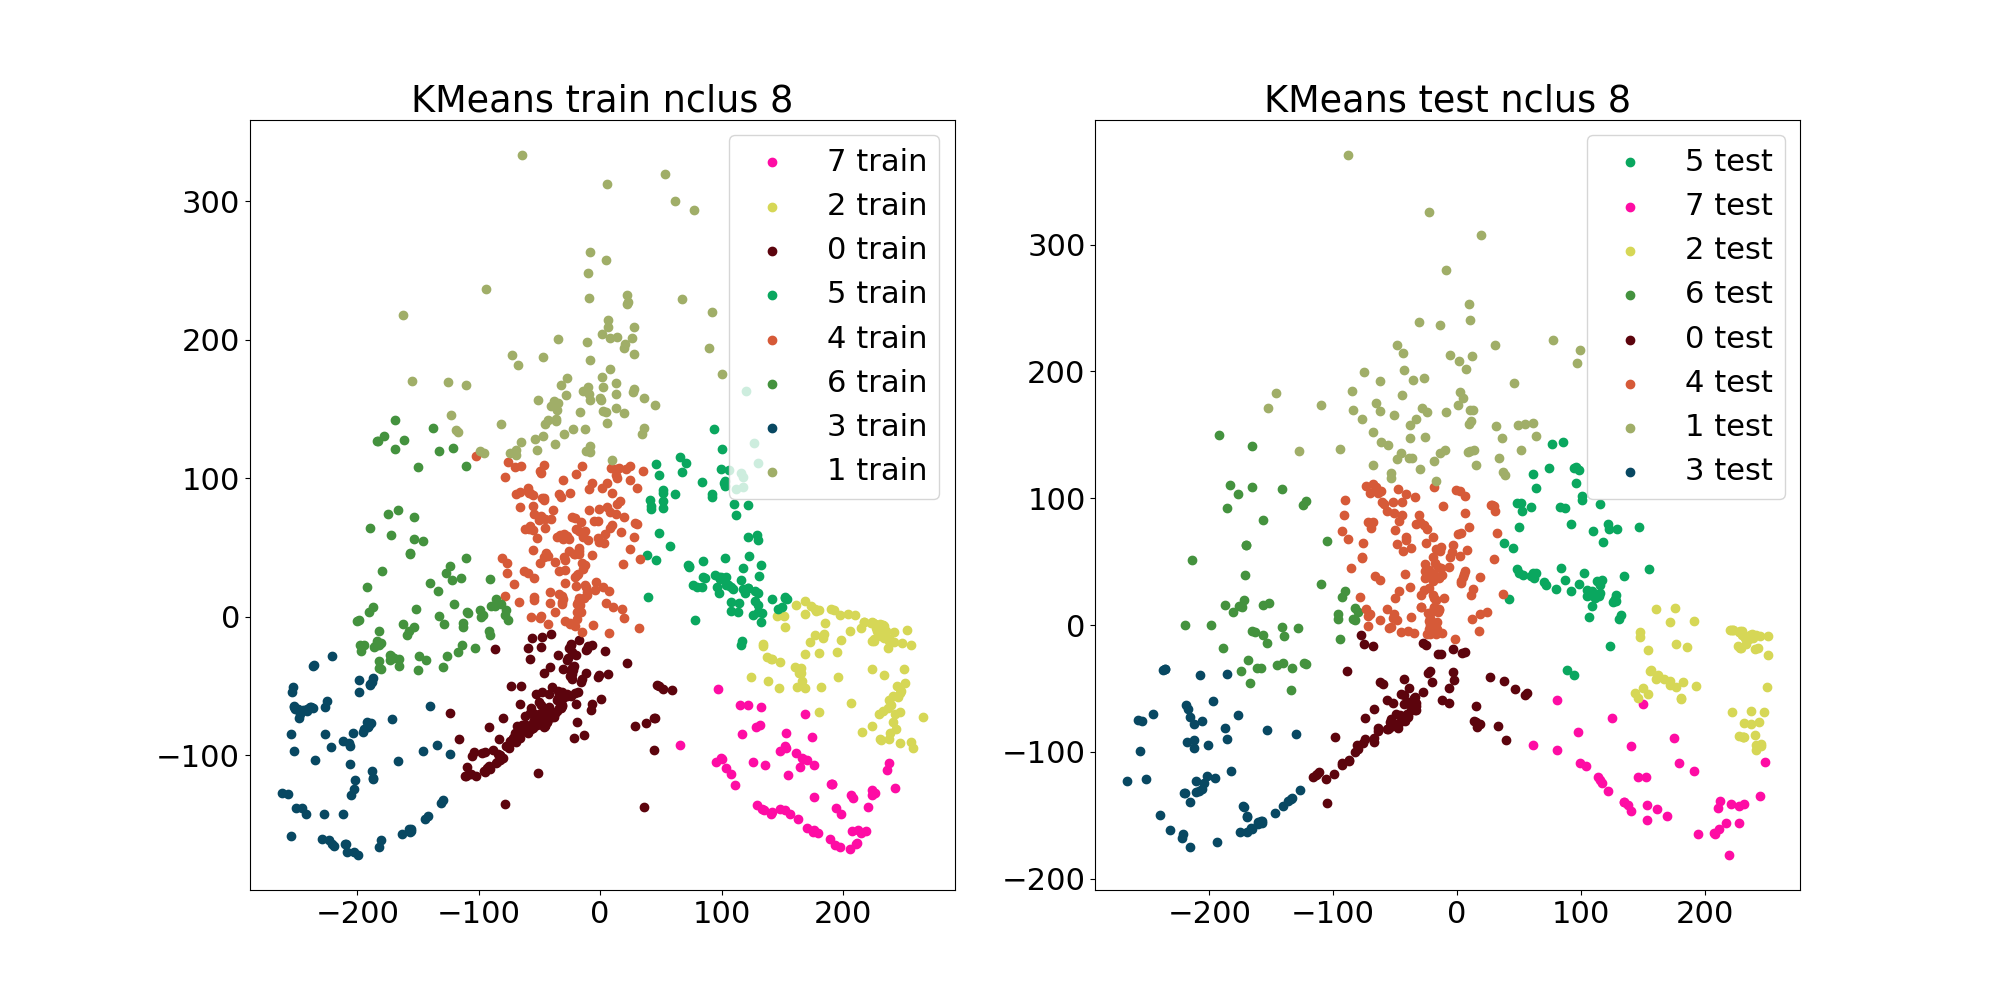 KMeans train nclus 8
300
200
100
0
−100
−200
−100
0
100
200
7 train
2 train
0 train
5 train
4 train
6 train
3 train
1 train
KMeans test nclus 8
300
200
100
0
−100
−200
−200
−100
0
100
200
5 test
7 test
2 test
6 test
0 test
4 test
1 test
3 test